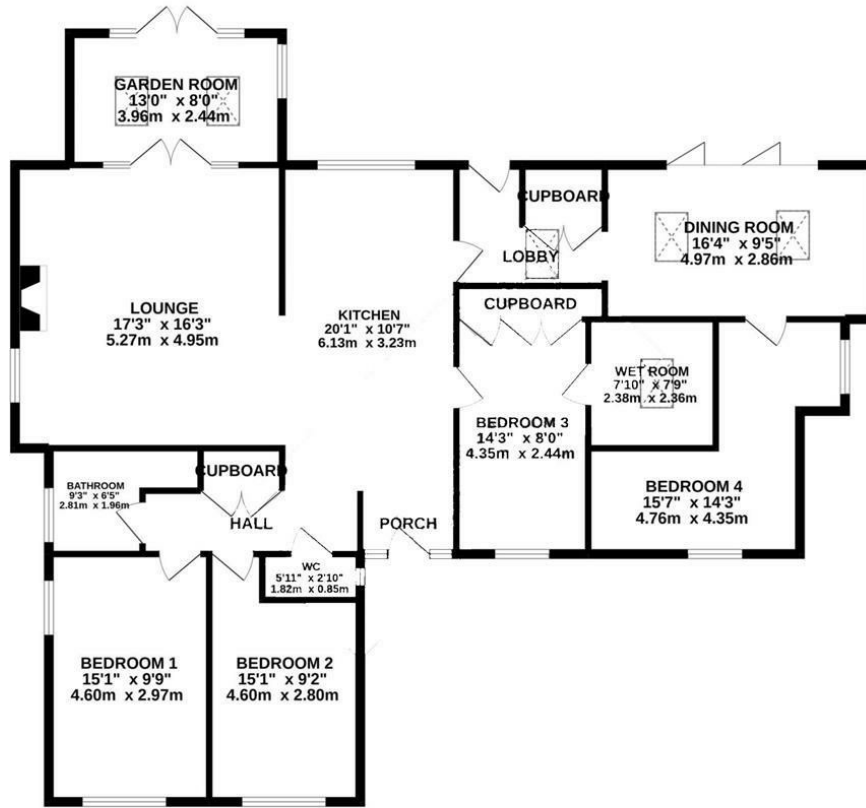 GARDEN ROOM
13'0" x 8'0"
3.96m x 2.44m
CUPBOARD
DINING ROOM
16'4" x 9'5"
4.97m x 2.86m
LOBBY
LOUNGE
17'3" x 16'3"
5.27m x 4.95m
KITCHEN
20'1" x 10'7"
6.13m x 3.23m
CUPBOARD
WET ROOM
7'10" x 7'9"
2.38m x 2.36m
BEDROOM 3
14'3" x 8'0"
4.35m x 2.44m
CUPBOARD
BATHROOM
9'3" x 6'5"
2.81m x 1.96m
BEDROOM 4
15'7" x 14'3"
4.76m x 4.35m
HALL
PORCH
WC
5'11" x 2'10"
1.82m x 0.85m
BEDROOM 1
15'1" x 9'9"
4.60m x 2.97m
BEDROOM 2
15'1" x 9'2"
4.60m x 2.80m